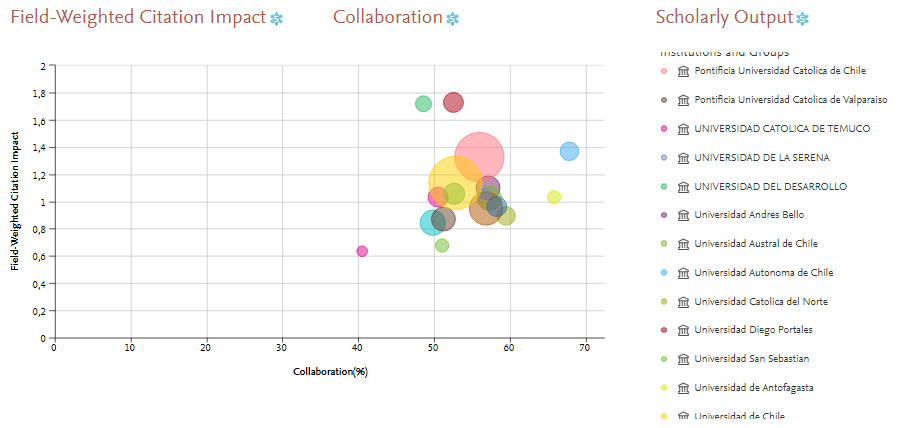 Field-Weighted Citation Impact
Collaboration
Scholarly Output
Institutions and Groups
Pontificia Universidad Catolica de Chile
Pontificia Universidad Catolica de Valparaiso
UNIVERSIDAD CATOLICA DE TEMUCO
UNIVERSIDAD DE LA SERENA
UNIVERSIDAD DEL DESARROLLO
Universidad Andres Bello
Universidad Austral de Chile
Universidad Autonoma de Chile
Universidad Catolica del Norte
Universidad Diego Portales
Universidad San Sebastian
Universidad de Antofagasta
Universidad de Chile
Field-Weighted Citation Impact
2
1,8
1,6
1,4
1,2
1
0,8
0,6
0,4
0,2
0
0 10 20 30 40 50 60 70
Collaboration(%)